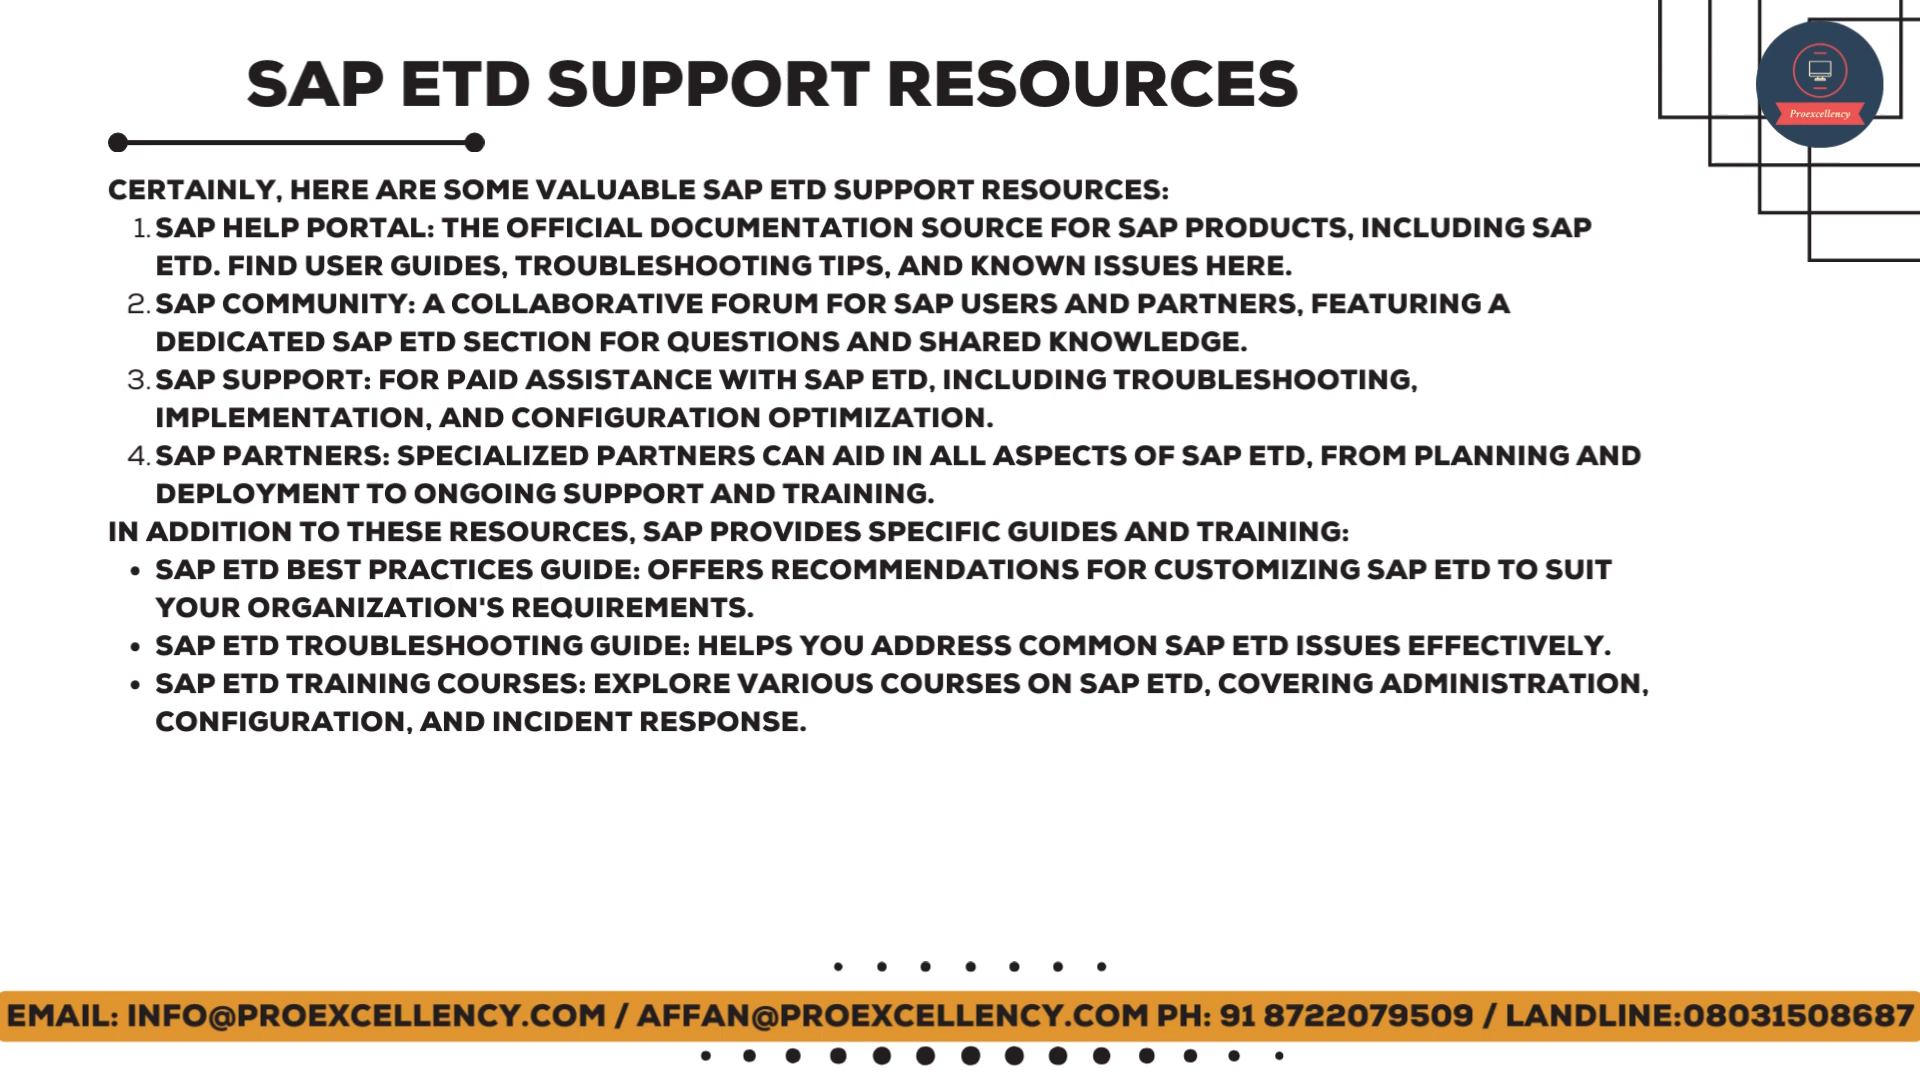 SAP ETD SUPPORT RESOURCES
Proexcellency
CERTAINLY, HERE ARE SOME VALUABLE SAP ETD SUPPORT RESOURCES:
1. SAP HELP PORTAL: THE OFFICIAL DOCUMENTATION SOURCE FOR SAP PRODUCTS, INCLUDING SAP
ETD. FIND USER GUIDES, TROUBLESHOOTING TIPS, AND KNOWN ISSUES HERE.
2. SAP COMMUNITY: A COLLABORATIVE FORUM FOR SAP USERS AND PARTNERS, FEATURING A
DEDICATED SAP ETD SECTION FOR QUESTIONS AND SHARED KNOWLEDGE.
3. SAP SUPPORT: FOR PAID ASSISTANCE WITH SAP ETD, INCLUDING TROUBLESHOOTING,
IMPLEMENTATION, AND CONFIGURATION OPTIMIZATION.
4. SAP PARTNERS: SPECIALIZED PARTNERS CAN AID IN ALL ASPECTS OF SAP ETD, FROM PLANNING AND
DEPLOYMENT TO ONGOING SUPPORT AND TRAINING.
IN ADDITION TO THESE RESOURCES, SAP PROVIDES SPECIFIC GUIDES AND TRAINING:
• SAP ETD BEST PRACTICES GUIDE: OFFERS RECOMMENDATIONS FOR CUSTOMIZING SAP ETD TO SUIT
YOUR ORGANIZATION'S REQUIREMENTS.
• SAP ETD TROUBLESHOOTING GUIDE: HELPS YOU ADDRESS COMMON SAP ETD ISSUES EFFECTIVELY.
• SAP ETD TRAINING COURSES: EXPLORE VARIOUS COURSES ON SAP ETD, COVERING ADMINISTRATION,
CONFIGURATION, AND INCIDENT RESPONSE.
EMAIL: INFO@PROEXCELLENCY.COM / AFFAN@PROEXCELLENCY.COM PH: 91 8722079509 / LANDLINE:08031508687